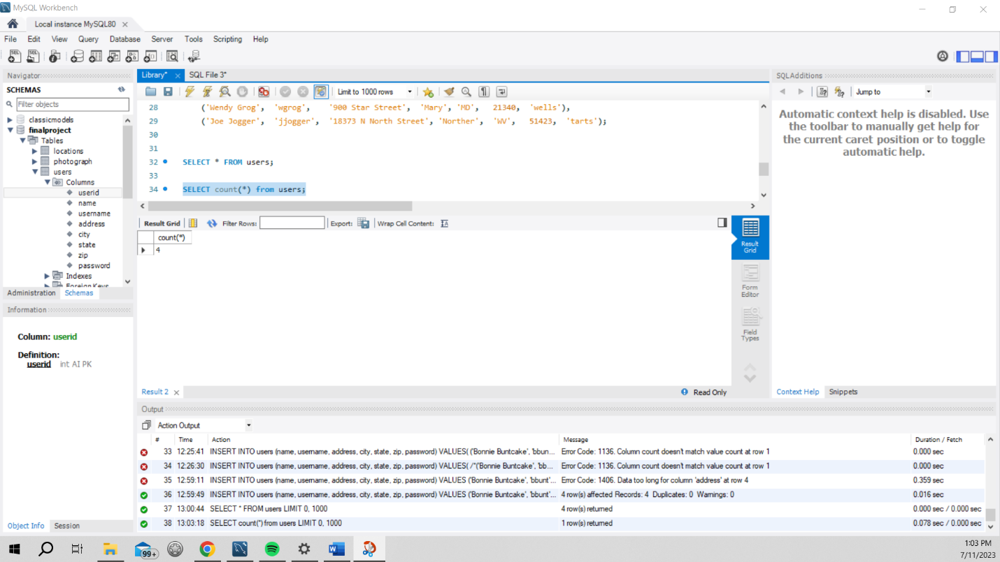 MySQL Workbench
Local instance MySQL80
File Edit View Query Database Server Tools Scripting Help
Navigator
SCHEMAS
Filter objects
classicmodels
finalproject
Tables
locations
photograph
users
Columns
userid
name
username
address
city
state
zip
password
Indexes
Foreign Keys
Administration Schemas
Information
Column: userid
Definition:
userid int AI PK
Object Info Session
Library* SQL File 3*
Limit to 1000 rows
28 ('Wendy Grog', 'wgrog', '900 Star Street', 'Mary', 'MD', 21340, 'wells'),
29 ('Joe Jogger', 'jjogger', '18373 N North Street', 'Norther', 'WV', 51423, 'tarts');
30
31
32 SELECT * FROM users;
33
34 SELECT count(*) from users;
Result Grid Filter Rows: Export: Wrap Cell Content:
count(*)
4
Result Grid
Form Editor
Field Types
Result 2 Read Only
SQLAdditions
Jump to
Automatic context help is disabled. Use
the toolbar to manually get help for
the current caret position or to toggle
automatic help.
Context Help Snippets
Output
Action Output
# Time Action Message Duration / Fetch
33 12:25:41 INSERT INTO users (name, username, address, city, state, zip, password) VALUES( ('Bonnie Buntcake', 'bbun... Error Code: 1136. Column count doesn't match value count at row 1 0.000 sec
34 12:26:30 INSERT INTO users (name, username, address, city, state, zip, password) VALUES( /*('Bonnie Buntcake', 'bb... Error Code: 1136. Column count doesn't match value count at row 1 0.000 sec
35 12:59:11 INSERT INTO users (name, username, address, city, state, zip, password) VALUES ('Bonnie Buntcake', 'bbunt'... Error Code: 1406. Data too long for column 'address' at row 4 0.359 sec
36 12:59:49 INSERT INTO users (name, username, address, city, state, zip, password) VALUES ('Bonnie Buntcake', 'bbunt'... 4 row(s) affected Records: 4 Duplicates: 0 Warnings: 0 0.016 sec
37 13:00:44 SELECT * FROM users LIMIT 0, 1000 4 row(s) returned 0.000 sec / 0.000 sec
38 13:03:18 SELECT count(*) from users LIMIT 0, 1000 1 row(s) returned 0.078 sec / 0.000 sec
99+
1:03 PM
7/11/2023